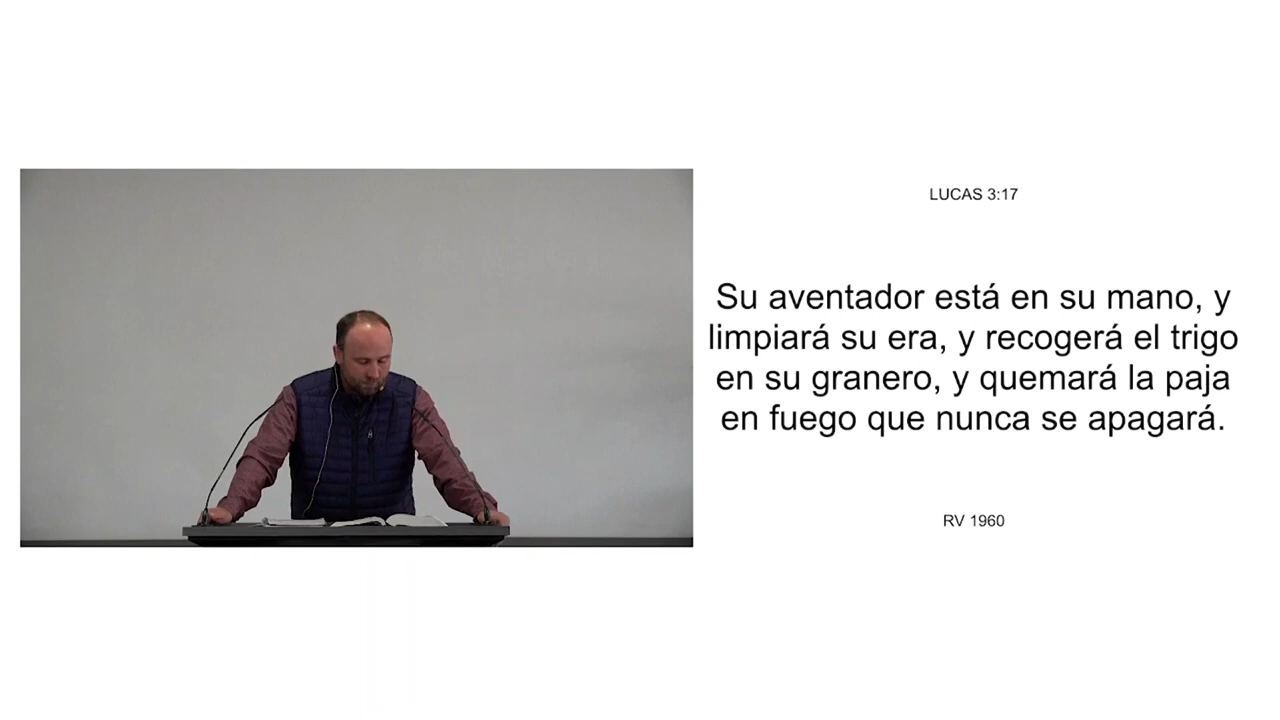 LUCAS 3:17
Su aventador está en su mano, y
limpiará su era, y recogerá el trigo
en su granero, y quemará la paja
en fuego que nunca se apagará.
RV 1960